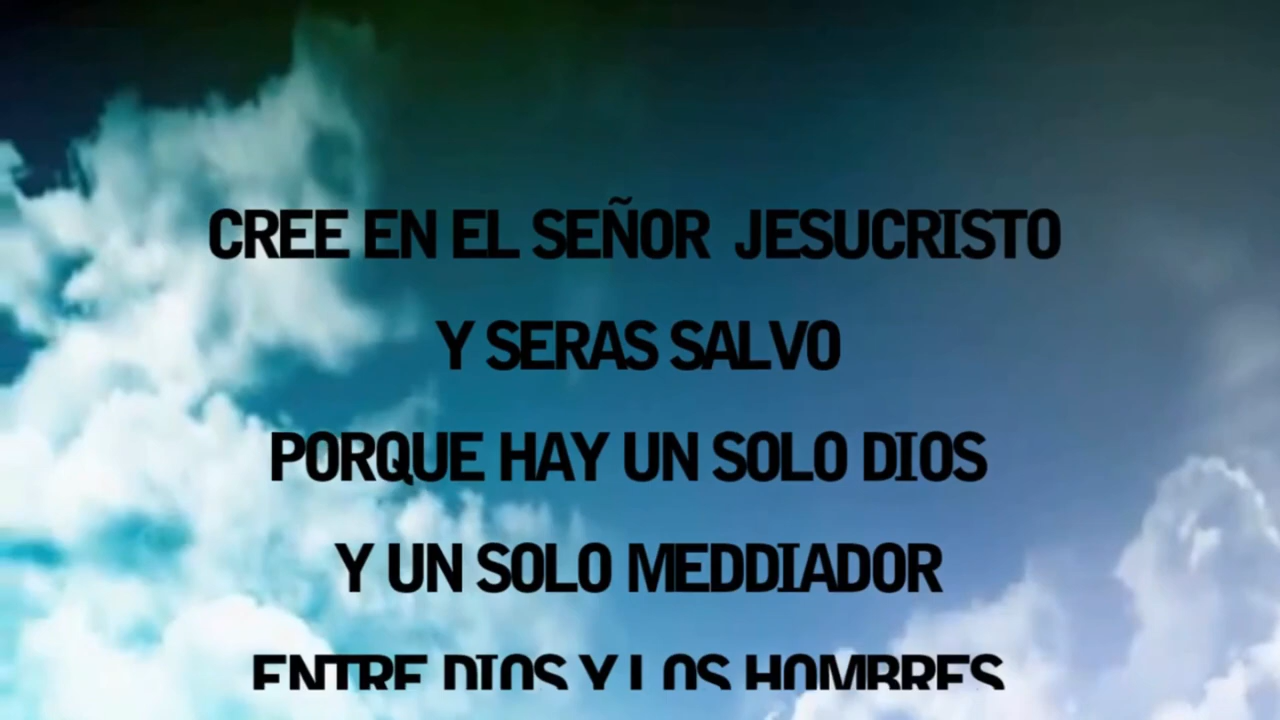 CREE EN EL SEÑOR JESUCRISTO
Y SERAS SALVO
PORQUE HAY UN SOLO DIOS
Y UN SOLO MEDDIADOR
ENTRE DIOS Y LOS HOMBRES